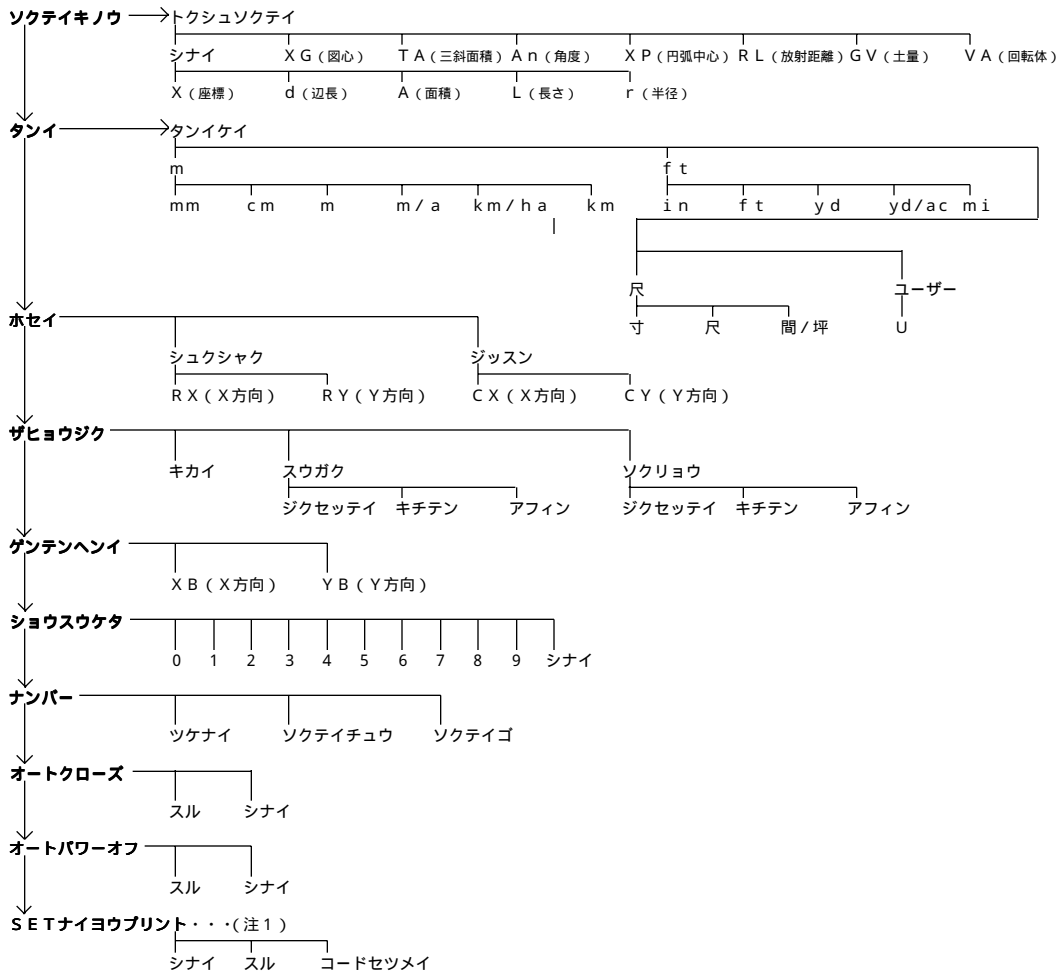 ソクテイキノウ トクシュソクテイ
シナイ ＸＧ（図心） ＴＡ（三斜面積） Ａｎ（角度） ＸＰ（円弧中心） ＲＬ（放射距離） ＧＶ（土量） ＶＡ（回転体）
Ｘ（座標） ｄ（辺長） Ａ（面積） Ｌ（長さ） ｒ（半径）
タンイ タンイケイ
ｍ ｆｔ
ｍｍ ｃｍ ｍ ｍ／ａ ｋｍ／ｈａ ｋｍ ｉｎ ｆｔ ｙｄ ｙｄ／ａｃ ｍｉ
尺 ユーザー
ホセイ
寸 尺 間／坪 Ｕ
シュクシャク ジッスン
ＲＸ（Ｘ方向） ＲＹ（Ｙ方向） ＣＸ（Ｘ方向） ＣＹ（Ｙ方向）
ザヒョウジク
キカイ スウガク ソクリョウ
ジクセッテイ キチテン アフィン ジクセッテイ キチテン アフィン
ゲンテンヘンイ
ＸＢ（Ｘ方向） ＹＢ（Ｙ方向）
ショウスウケタ
0 1 2 3 4 5 6 7 8 9 シナイ
ナンバー
ツケナイ ソクテイチュウ ソクテイゴ
オートクローズ
スル シナイ
オートパワーオフ
スル シナイ
ＳＥＴナイヨウプリント・・・（注１）
シナイ スル コードセツメイ